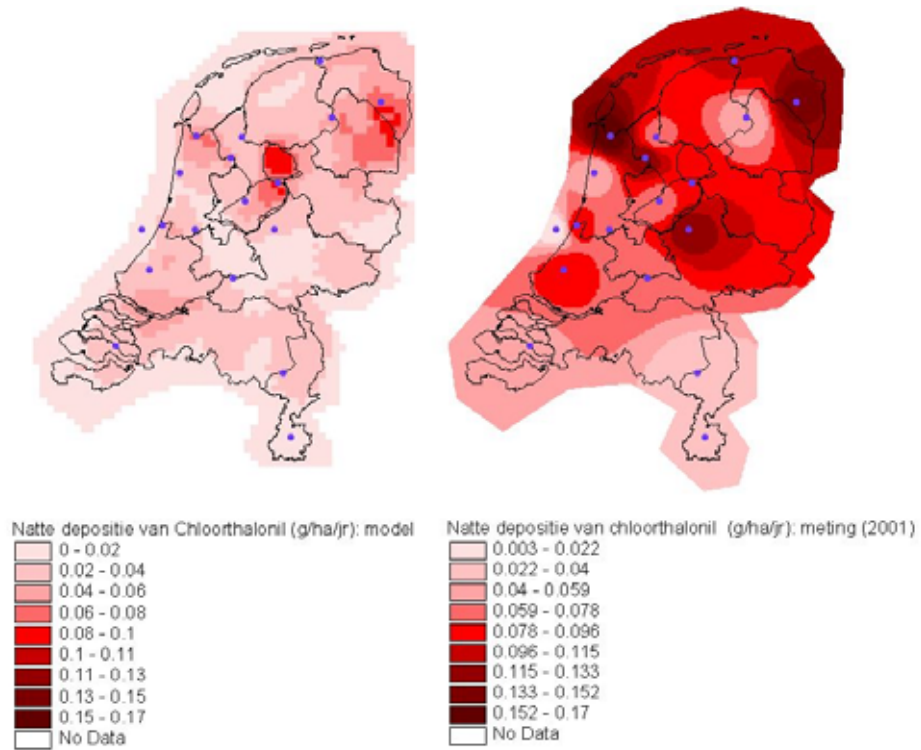 Natte depositie van Chloorthalonil (g/ha/jr): model
0 - 0.02
0.02 - 0.04
0.04 - 0.06
0.06 - 0.08
0.08 - 0.1
0.1 - 0.11
0.11 - 0.13
0.13 - 0.15
0.15 - 0.17
No Data
Natte depositie van chloorthalonil (g/ha/jr): meting (2001)
0.003 - 0.022
0.022 - 0.04
0.04 - 0.059
0.059 - 0.078
0.078 - 0.096
0.096 - 0.115
0.115 - 0.133
0.133 - 0.152
0.152 - 0.17
No Data